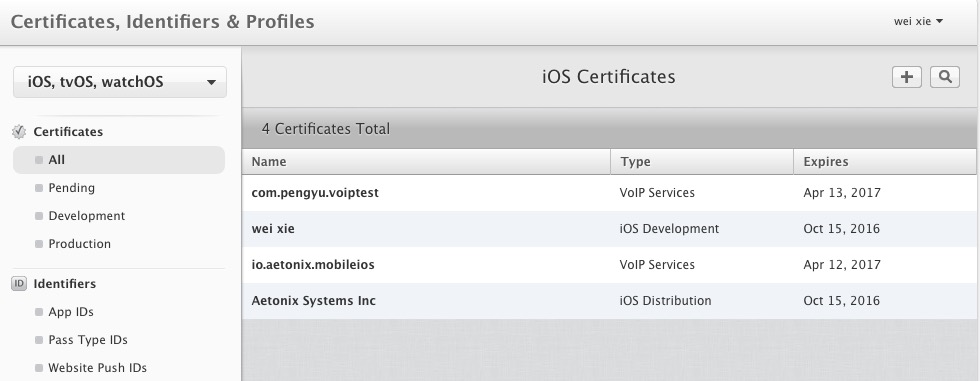 Certificates, Identifiers & Profiles
wei xie
iOS, tvOS, watchOS
Certificates
All
Pending
Development
Production
ID Identifiers
App IDs
Pass Type IDs
Website Push IDs
iOS Certificates
4 Certificates Total
Name Type Expires
com.pengyu.voiptest VoIP Services Apr 13, 2017
wei xie iOS Development Oct 15, 2016
io.aetonix.mobileios VoIP Services Apr 12, 2017
Aetonix Systems Inc iOS Distribution Oct 15, 2016